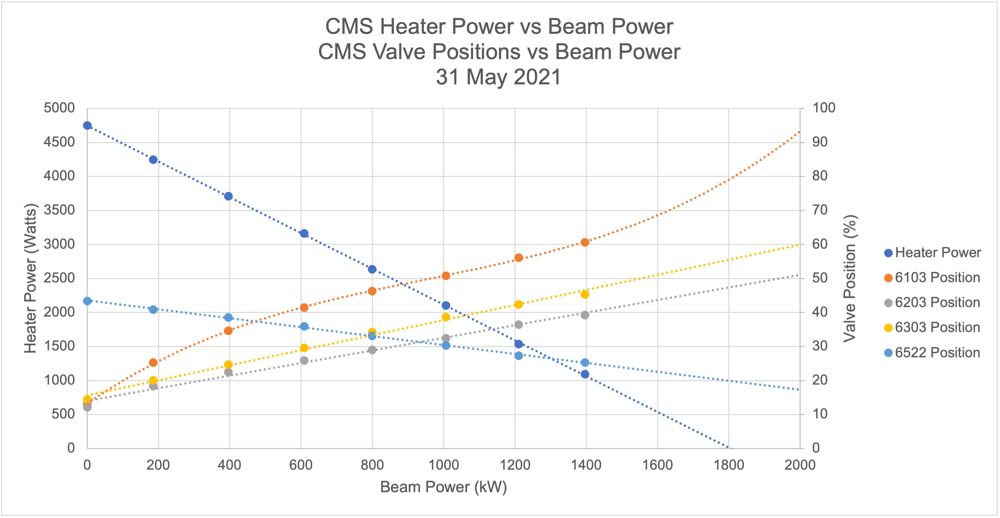 CMS Heater Power vs Beam Power
CMS Valve Positions vs Beam Power
31 May 2021
5000
4500
4000
3500
3000
2500
2000
1500
1000
500
0
Heater Power (Watts)
100
90
80
70
60
50
40
30
20
10
0
Valve Position (%)
0 200 400 600 800 1000 1200 1400 1600 1800 2000
Beam Power (kW)
Heater Power
6103 Position
6203 Position
6303 Position
6522 Position